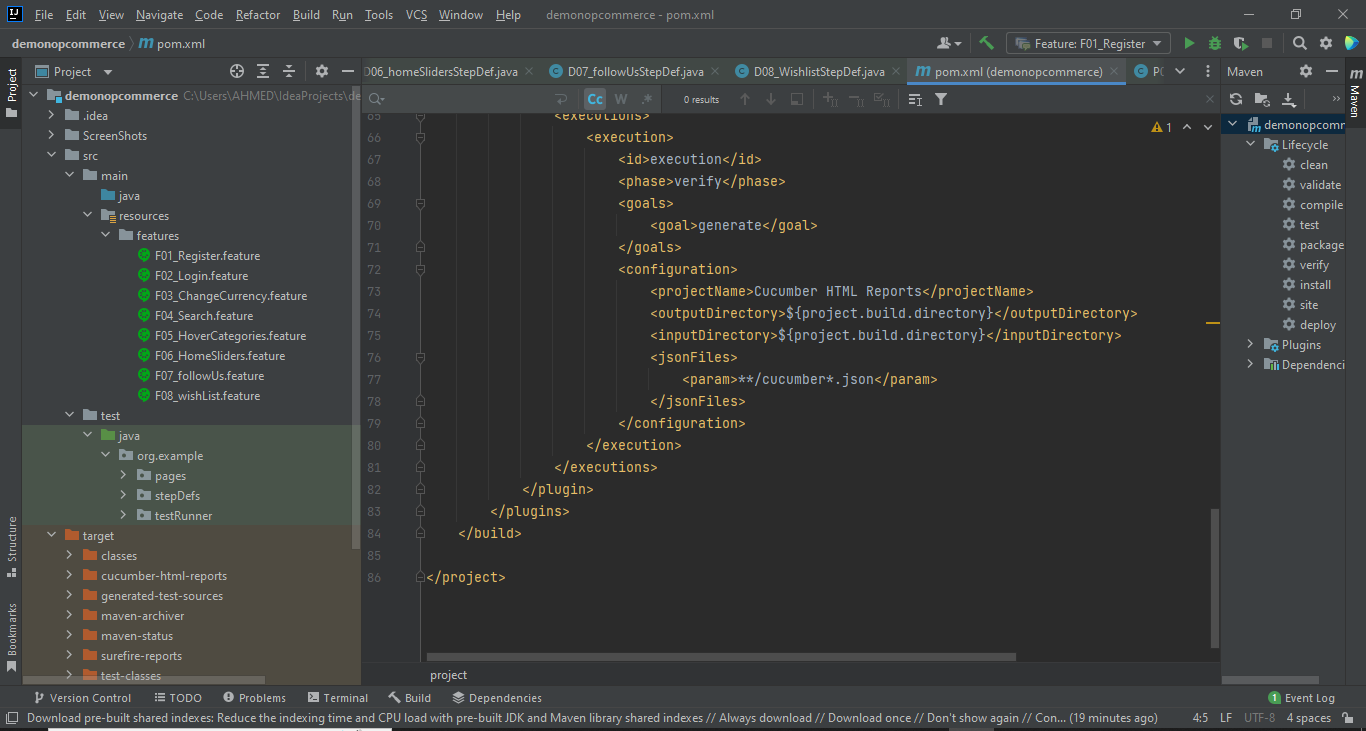 File Edit View Navigate Code Refactor Build Run Tools VCS Window Help demonopcommerce - pom.xml
demonopcommerce pom.xml Feature: F01_Register
Project D06_homeSlidersStepDef.java D07_followUsStepDef.java D08_WishlistStepDef.java pom.xml (demonopcommerce) Maven
Cc W .* 0 results
Project
Structure
Bookmarks
demonopcommerce C:\Users\AHMED\IdeaProjects\de
.idea
ScreenShots
src
main
java
resources
features
F01_Register.feature
F02_Login.feature
F03_ChangeCurrency.feature
F04_Search.feature
F05_HoverCategories.feature
F06_HomeSliders.feature
F07_followUs.feature
F08_wishList.feature
test
java
org.example
pages
stepDefs
testRunner
target
classes
cucumber-html-reports
generated-test-sources
maven-archiver
maven-status
surefire-reports
test-classes
65 <executions>
66 <execution>
67 <id>execution</id>
68 <phase>verify</phase>
69 <goals>
70 <goal>generate</goal>
71 </goals>
72 <configuration>
73 <projectName>Cucumber HTML Reports</projectName>
74 <outputDirectory>${project.build.directory}</outputDirectory>
75 <inputDirectory>${project.build.directory}</inputDirectory>
76 <jsonFiles>
77 <param>**/cucumber*.json</param>
78 </jsonFiles>
79 </configuration>
80 </execution>
81 </executions>
82 </plugin>
83 </plugins>
84 </build>
85
86 </project>
1
project
demonopcomm
Lifecycle
clean
validate
compile
test
package
verify
install
site
deploy
Plugins
Dependenci
Maven
Version Control TODO Problems Terminal Build Dependencies 1 Event Log
Download pre-built shared indexes: Reduce the indexing time and CPU load with pre-built JDK and Maven library shared indexes // Always download // Download once // Don't show again // Con... (19 minutes ago) 4:5 LF UTF-8 4 spaces